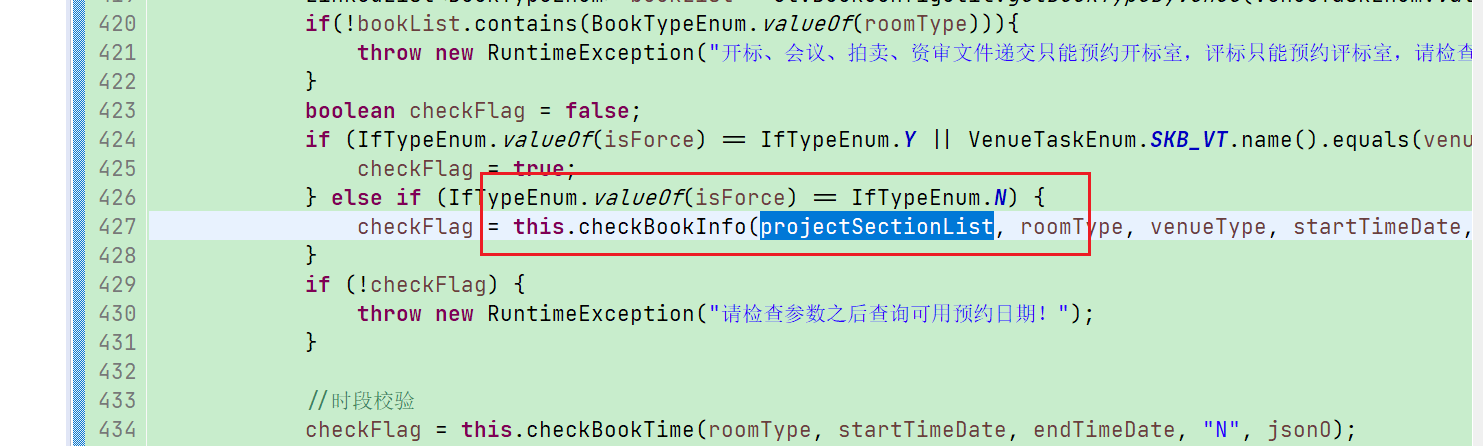 420 if(!bookList.contains(BookTypeEnum.valueOf(roomType))){
421 throw new RuntimeException("开标、会议、拍卖、资审文件递交只能预约开标室，评标只能预约评标室，请检查
422 }
423 boolean checkFlag = false;
424 if (IfTypeEnum.valueOf(isForce) == IfTypeEnum.Y || VenueTaskEnum.SKB_VT.name().equals(venu
425 checkFlag = true;
426 } else if (IfTypeEnum.valueOf(isForce) == IfTypeEnum.N) {
427 checkFlag = this.checkBookInfo(projectSectionList, roomType, venueType, startTimeDate,
428 }
429 if (!checkFlag) {
430 throw new RuntimeException("请检查参数之后查询可用预约日期！");
431 }
432
433 //时段校验
434 checkFlag = this.checkBookTime(roomType, startTimeDate, endTimeDate, "N", jsonO);